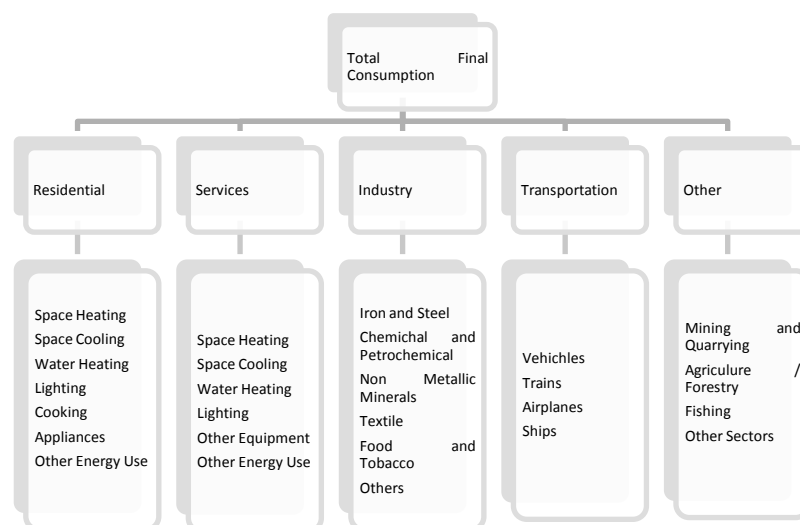 Total Final
Consumption
Residential
Services
Industry
Transportation
Other
Space Heating
Space Cooling
Water Heating
Lighting
Cooking
Appliances
Other Energy Use
Space Heating
Space Cooling
Water Heating
Lighting
Other Equipment
Other Energy Use
Iron and Steel
Chemichal and
Petrochemical
Non Metallic
Minerals
Textile
Food and
Tobacco
Others
Vehichles
Trains
Airplanes
Ships
Mining and
Quarrying
Agriculure /
Forestry
Fishing
Other Sectors